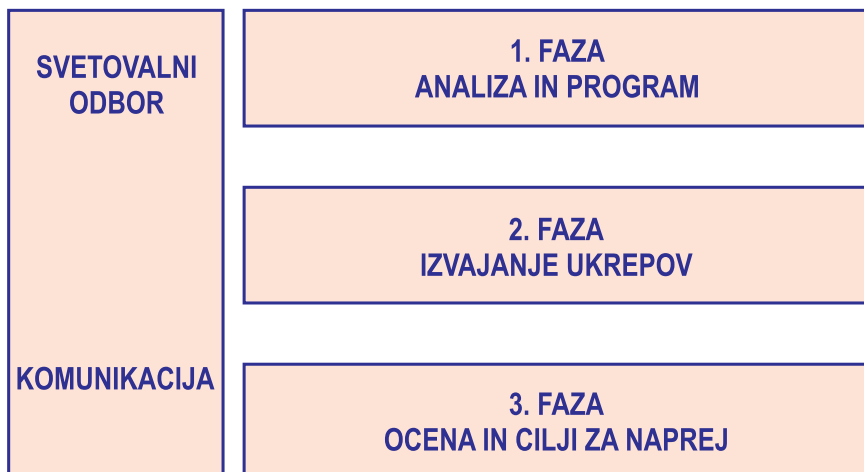 SVETOVALNI
ODBOR
KOMUNIKACIJA
1. FAZA
ANALIZA IN PROGRAM
2. FAZA
IZVAJANJE UKREPOV
3. FAZA
OCENA IN CILJI ZA NAPREJ